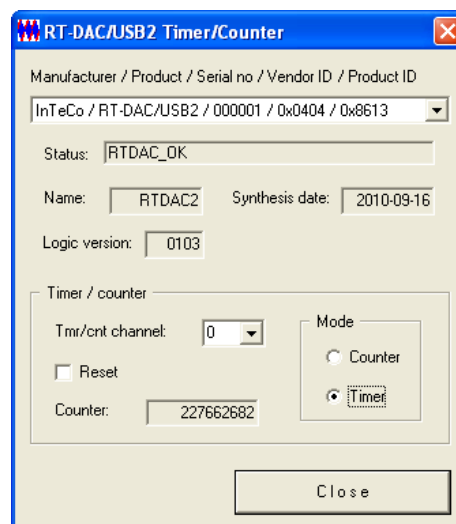 RT-DAC/USB2 Timer/Counter
Manufacturer / Product / Serial no / Vendor ID / Product ID
InTeCo / RT-DAC/USB2 / 000001 / 0x0404 / 0x8613
Status: RTDAC_OK
Name: RTDAC2 Synthesis date: 2010-09-16
Logic version: 0103
Timer / counter
Tmr/cnt channel: 0
Reset
Counter: 227662682
Mode
Counter
Timer
Close